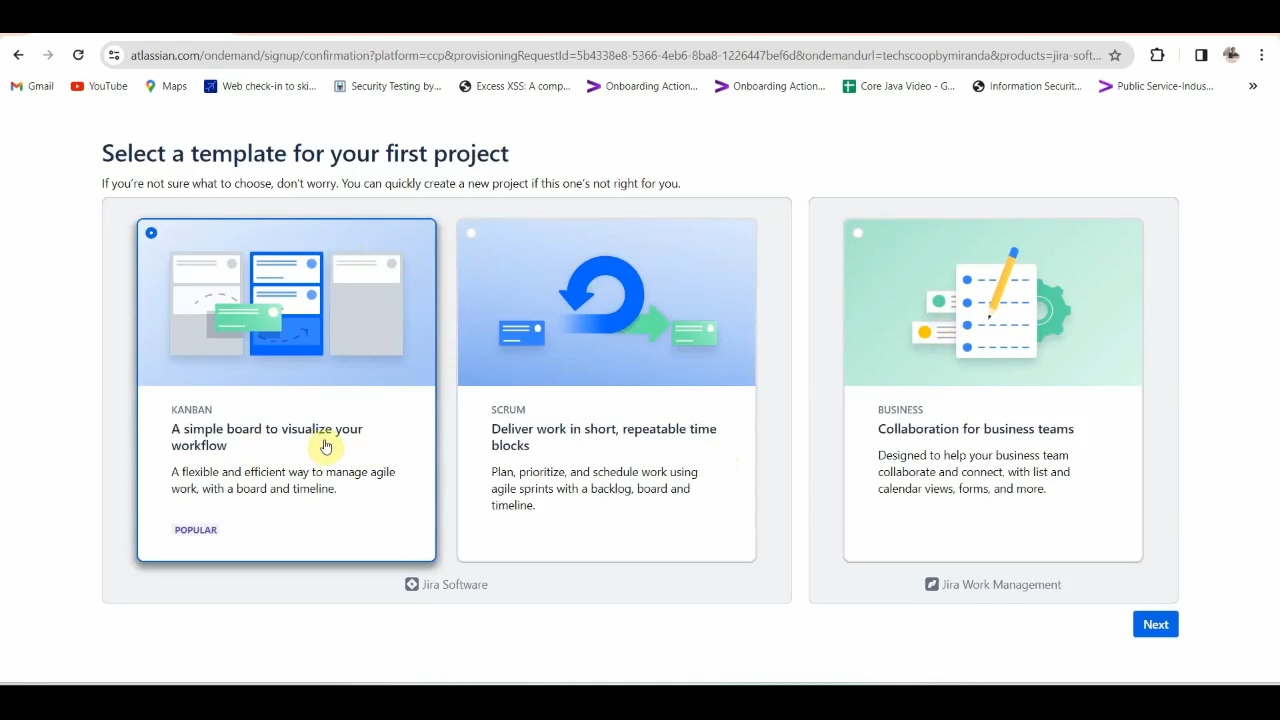 atlassian.com/ondemand/signup/confirmation?platform=ccp&provisioningRequestId=5b4338e8-5366-4eb6-8ba8-1226447bef6d&ondemandurl=techscoopbymiranda&products=jira-soft...
Gmail YouTube Maps Web check-in to ski... Security Testing by... Excess XSS: A comp... Onboarding Action... Onboarding Action... Core Java Video - G... Information Securit... Public Service-Indus... »
Select a template for your first project
If you're not sure what to choose, don't worry. You can quickly create a new project if this one's not right for you.
KANBAN
A simple board to visualize your
workflow
A flexible and efficient way to manage agile
work, with a board and timeline.
POPULAR
SCRUM
Deliver work in short, repeatable time
blocks
Plan, prioritize, and schedule work using
agile sprints with a backlog, board and
timeline.
Jira Software
BUSINESS
Collaboration for business teams
Designed to help your business team
collaborate and connect, with list and
calendar views, forms, and more.
Jira Work Management
Next